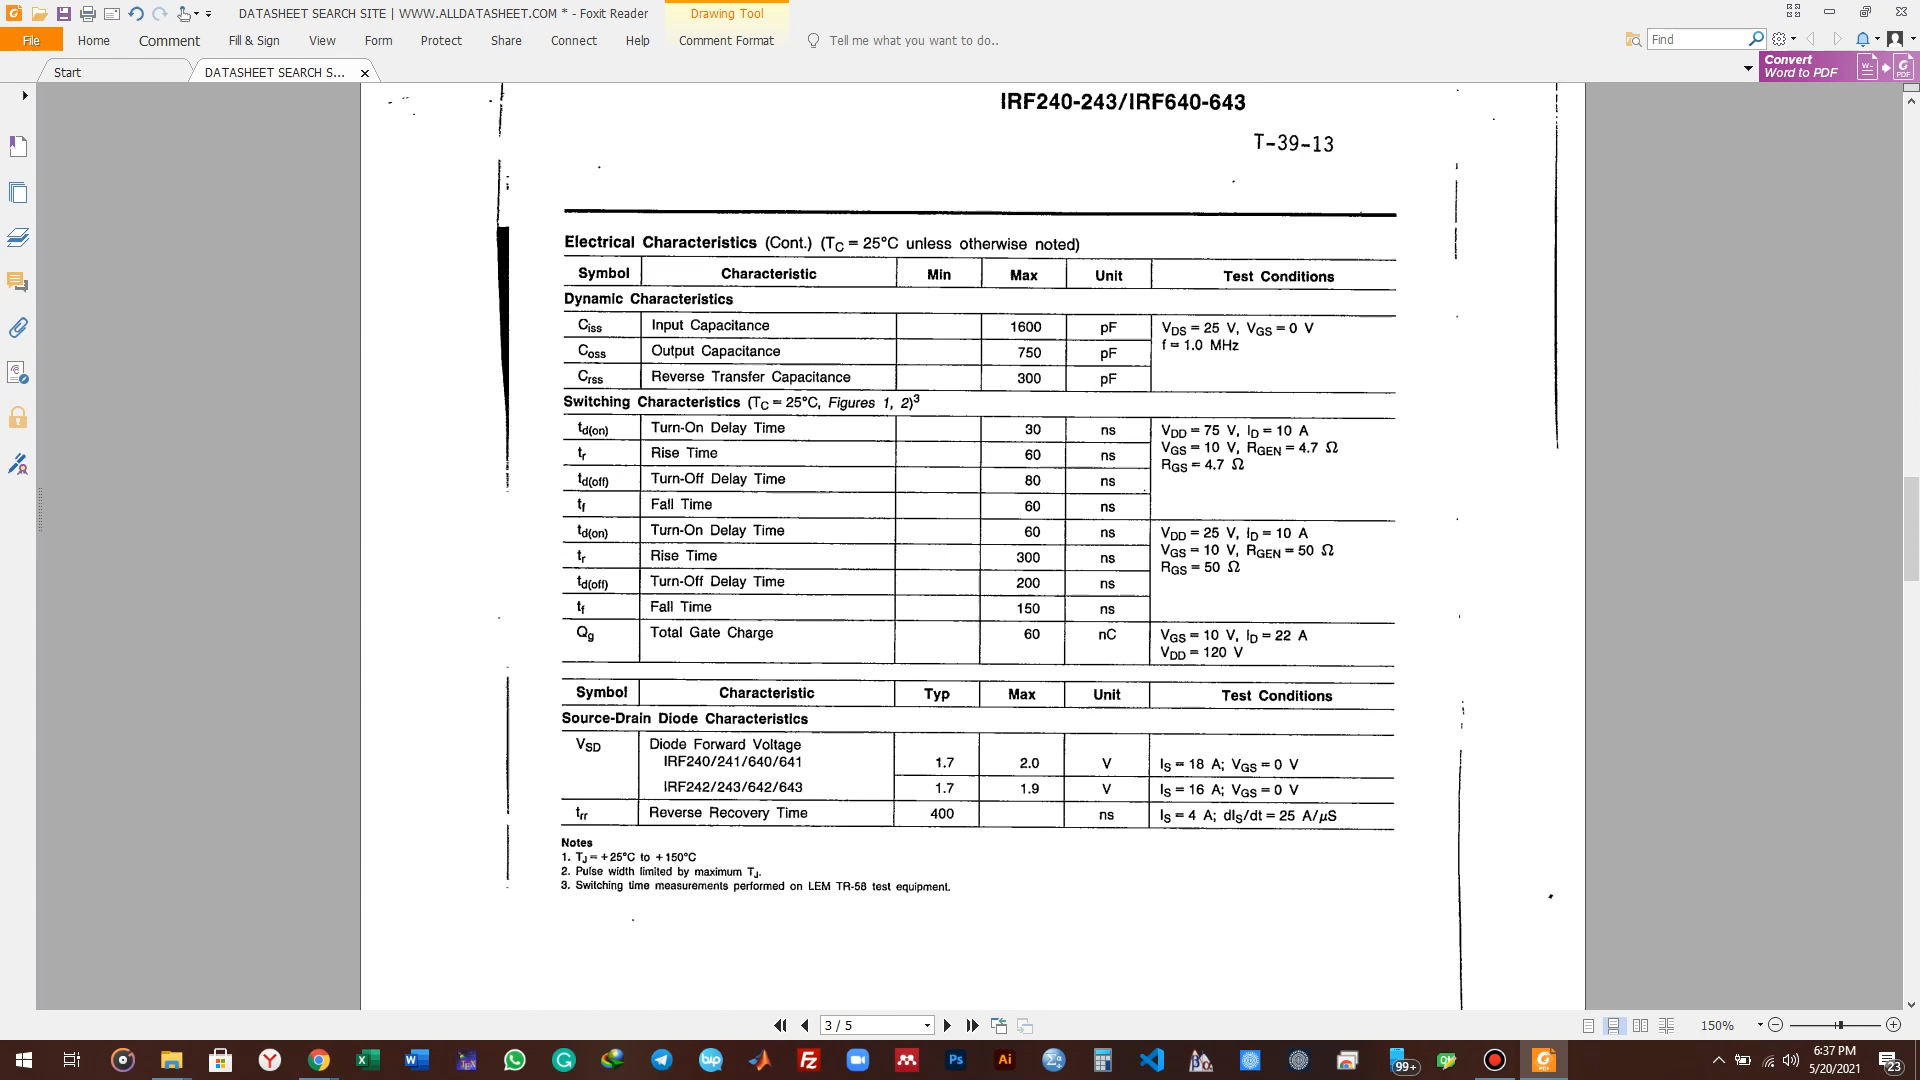 DATASHEET SEARCH SITE | WWW.ALLDATASHEET.COM * - Foxit Reader
Drawing Tool
File Home Comment Fill & Sign View Form Protect Share Connect Help Comment Format Tell me what you want to do.. Find
Start DATASHEET SEARCH S... Convert Word to PDF
IRF240-243/IRF640-643
T-39-13
Electrical Characteristics (Cont.) (TC = 25°C unless otherwise noted)
Symbol Characteristic Min Max Unit Test Conditions
Dynamic Characteristics
Ciss Input Capacitance 1600 pF VDS = 25 V, VGS = 0 V
f = 1.0 MHz
Coss Output Capacitance 750 pF
Crss Reverse Transfer Capacitance 300 pF
Switching Characteristics (TC = 25°C, Figures 1, 2)3
td(on) Turn-On Delay Time 30 ns VDD = 75 V, ID = 10 A
VGS = 10 V, RGEN = 4.7 Ω
RGS = 4.7 Ω
tr Rise Time 60 ns
td(off) Turn-Off Delay Time 80 ns
tf Fall Time 60 ns
td(on) Turn-On Delay Time 60 ns VDD = 25 V, ID = 10 A
VGS = 10 V, RGEN = 50 Ω
RGS = 50 Ω
tr Rise Time 300 ns
td(off) Turn-Off Delay Time 200 ns
tf Fall Time 150 ns
Qg Total Gate Charge 60 nC VGS = 10 V, ID = 22 A
VDD = 120 V
Symbol Characteristic Typ Max Unit Test Conditions
Source-Drain Diode Characteristics
VSD Diode Forward Voltage
IRF240/241/640/641 1.7 2.0 V IS = 18 A; VGS = 0 V
IRF242/243/642/643 1.7 1.9 V IS = 16 A; VGS = 0 V
trr Reverse Recovery Time 400 ns IS = 4 A; dIS/dt = 25 A/μS
Notes
1. TJ = +25°C to +150°C
2. Pulse width limited by maximum TJ.
3. Switching time measurements performed on LEM TR-58 test equipment.
3 / 5 150%
6:37 PM
5/20/2021
99+
23